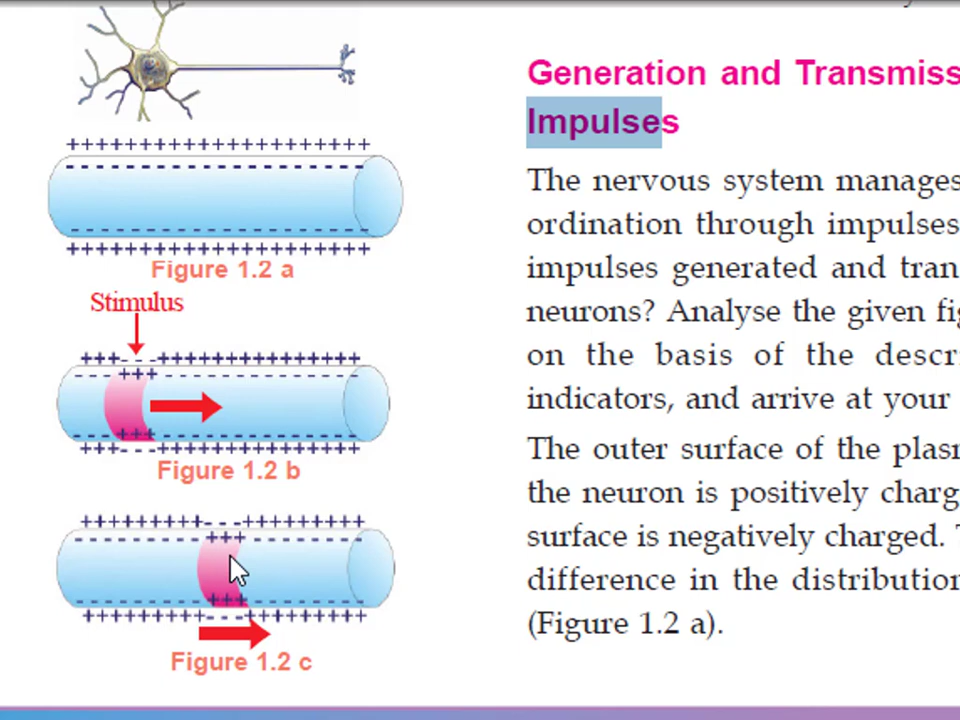 Figure 1.2 a
Stimulus
Figure 1.2 b
Figure 1.2 c
Generation and Transmiss
Impulses
The nervous system manages
ordination through impulses
impulses generated and tran
neurons? Analyse the given fig
on the basis of the descri
indicators, and arrive at your
The outer surface of the plasm
the neuron is positively charg
surface is negatively charged.
difference in the distribution
(Figure 1.2 a).